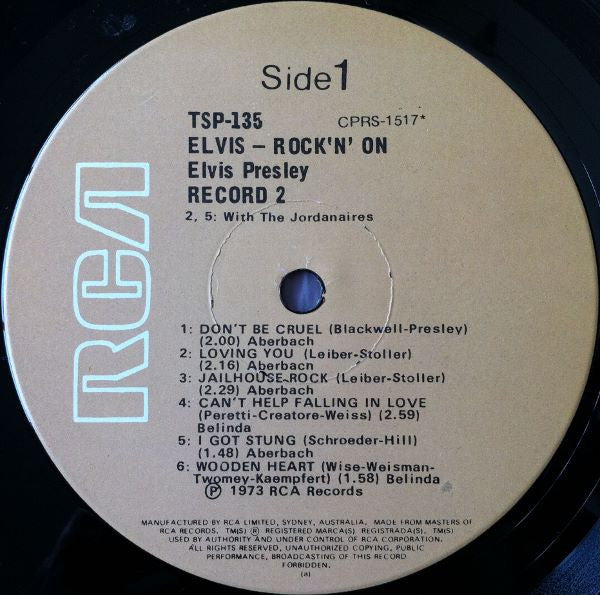 Side 1
TSP-135 CPRS-1517*
ELVIS – ROCK'N' ON
Elvis Presley
RECORD 2
2, 5: With The Jordanaires
RCA
1: DON'T BE CRUEL (Blackwell-Presley)
(2.00) Aberbach
2: LOVING YOU (Leiber-Stoller)
(2.16) Aberbach
3: JAILHOUSE ROCK (Leiber-Stoller)
(2.29) Aberbach
4: CAN'T HELP FALLING IN LOVE
(Peretti-Creatore-Weiss) (2.59)
Belinda
5: I GOT STUNG (Schroeder-Hill)
(1.48) Aberbach
6: WOODEN HEART (Wise-Weisman-
Twomey-Kaempfert) (1.58) Belinda
Ⓟ 1973 RCA Records
MANUFACTURED BY RCA LIMITED, SYDNEY, AUSTRALIA. MADE FROM MASTERS OF
RCA RECORDS. TM(S) ® REGISTERED MARCA(S) REGISTRADA(S). TM(S)
USED BY AUTHORITY AND UNDER CONTROL OF RCA CORPORATION.
ALL RIGHTS RESERVED, UNAUTHORIZED COPYING, PUBLIC
PERFORMANCE, BROADCASTING OF THIS RECORD
FORBIDDEN.
(a)